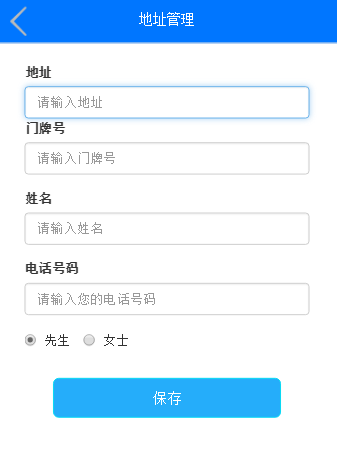 地址管理
地址
请输入地址
门牌号
请输入门牌号
姓名
请输入姓名
电话号码
请输入您的电话号码
先生 女士
保存